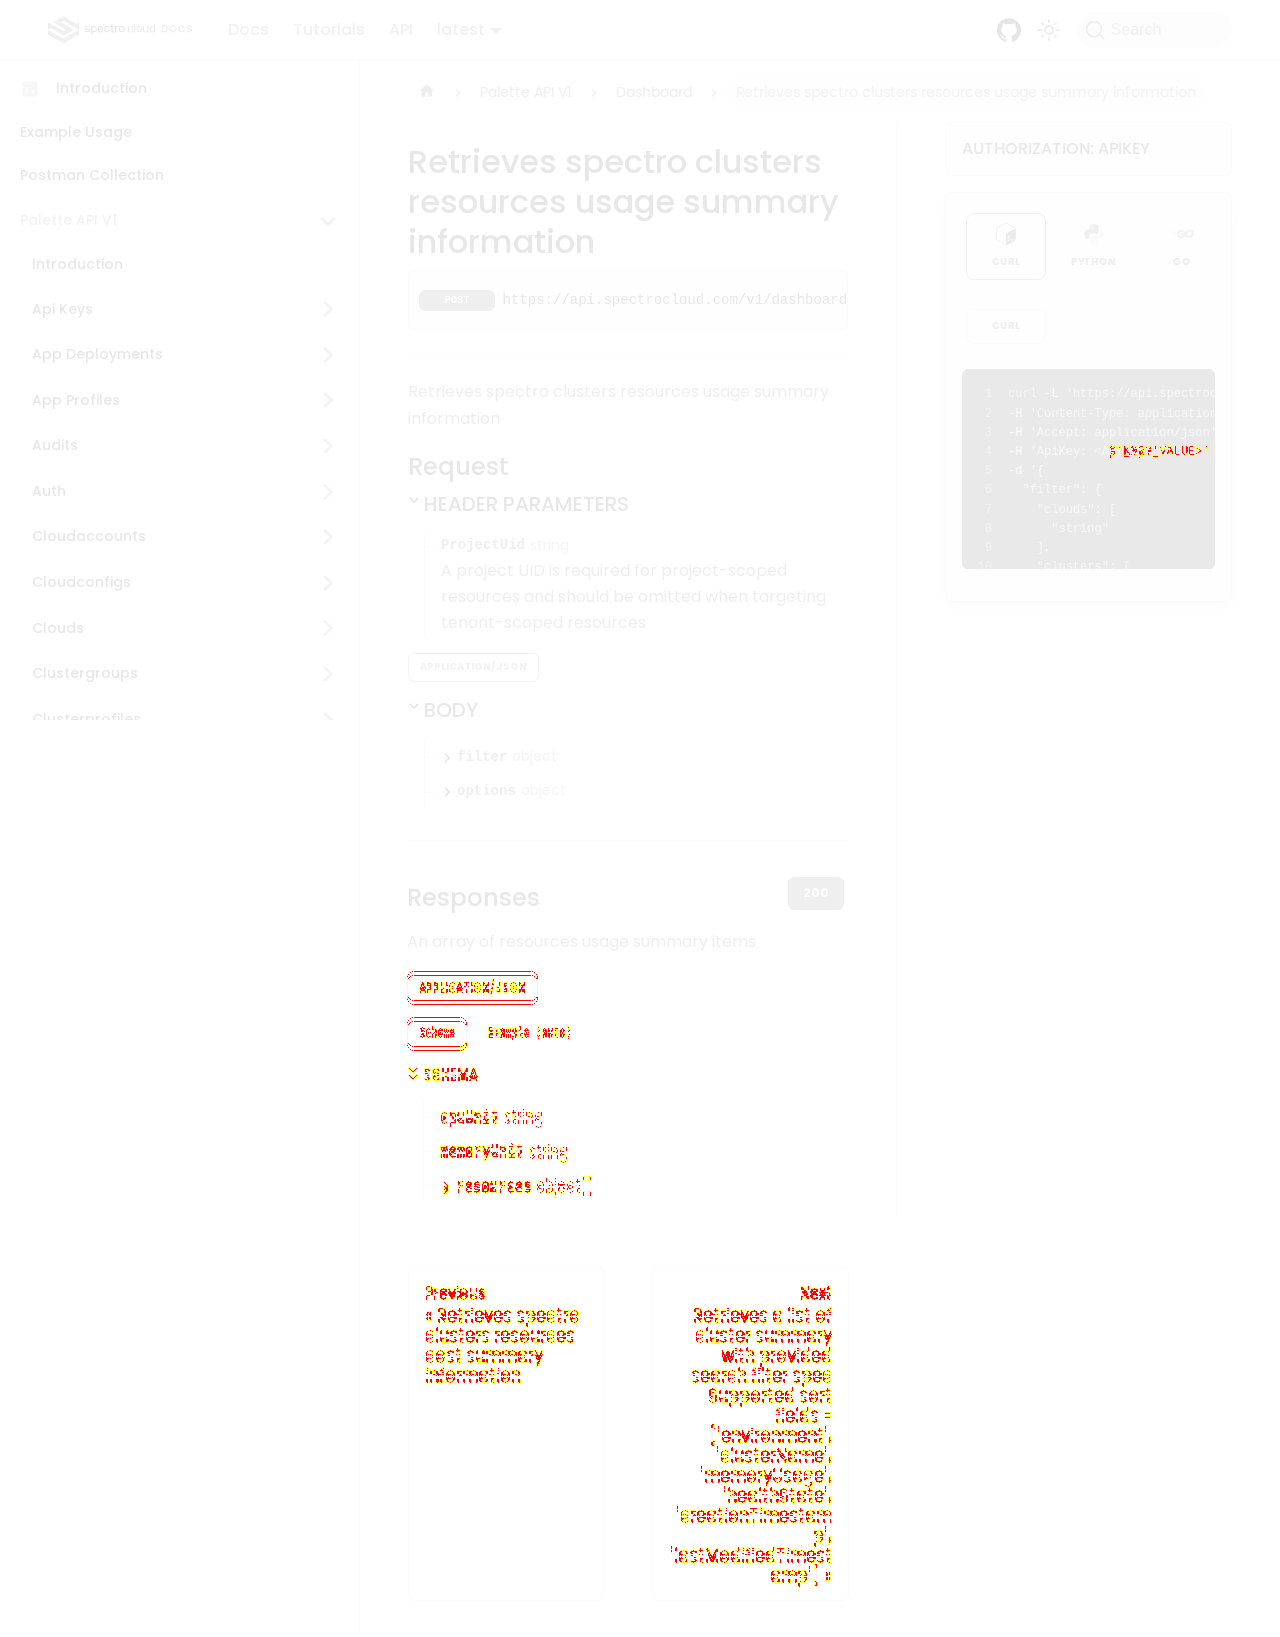 spectro cloud DOCS Docs Tutorials API latest Search
Introduction
Example Usage
Postman Collection
Palette API V1
Introduction
Api Keys
App Deployments
App Profiles
Audits
Auth
Cloudaccounts
Cloudconfigs
Clouds
Clustergroups
Clusterprofiles
Palette API V1 Dashboard Retrieves spectro clusters resources usage summary information
Retrieves spectro clusters
resources usage summary
information
POST https://api.spectrocloud.com/v1/dashboard
Retrieves spectro clusters resources usage summary
information
Request
HEADER PARAMETERS
ProjectUid string
A project UID is required for project-scoped
resources and should be omitted when targeting
tenant-scoped resources
APPLICATION/JSON
BODY
filter object
options object
Responses
200
An array of resources usage summary items
APPLICATION/JSON
Schema Example (auto)
SCHEMA
cpuUnit string
memoryUnit string
resources object
Previous
« Retrieves spectro
clusters resources
cost summary
information
Next
Retrieves a list of
cluster summary
with provided
search filter spec
Supported sort
fields =
`environment`,
`clusterName`,
`memoryUsage`,
`healthState`,
`creationTimestam
p`,
`lastModifiedTimest
amp` »
AUTHORIZATION: APIKEY
CURL PYTHON GO
CURL
1 curl -L 'https://api.spectroc
2 -H 'Content-Type: application
3 -H 'Accept: application/json'
4 -H 'ApiKey: <API_KEY_VALUE>'
5 -d '{
6 "filter": {
7 "clouds": [
8 "string"
9 ],
10 "clusters": [